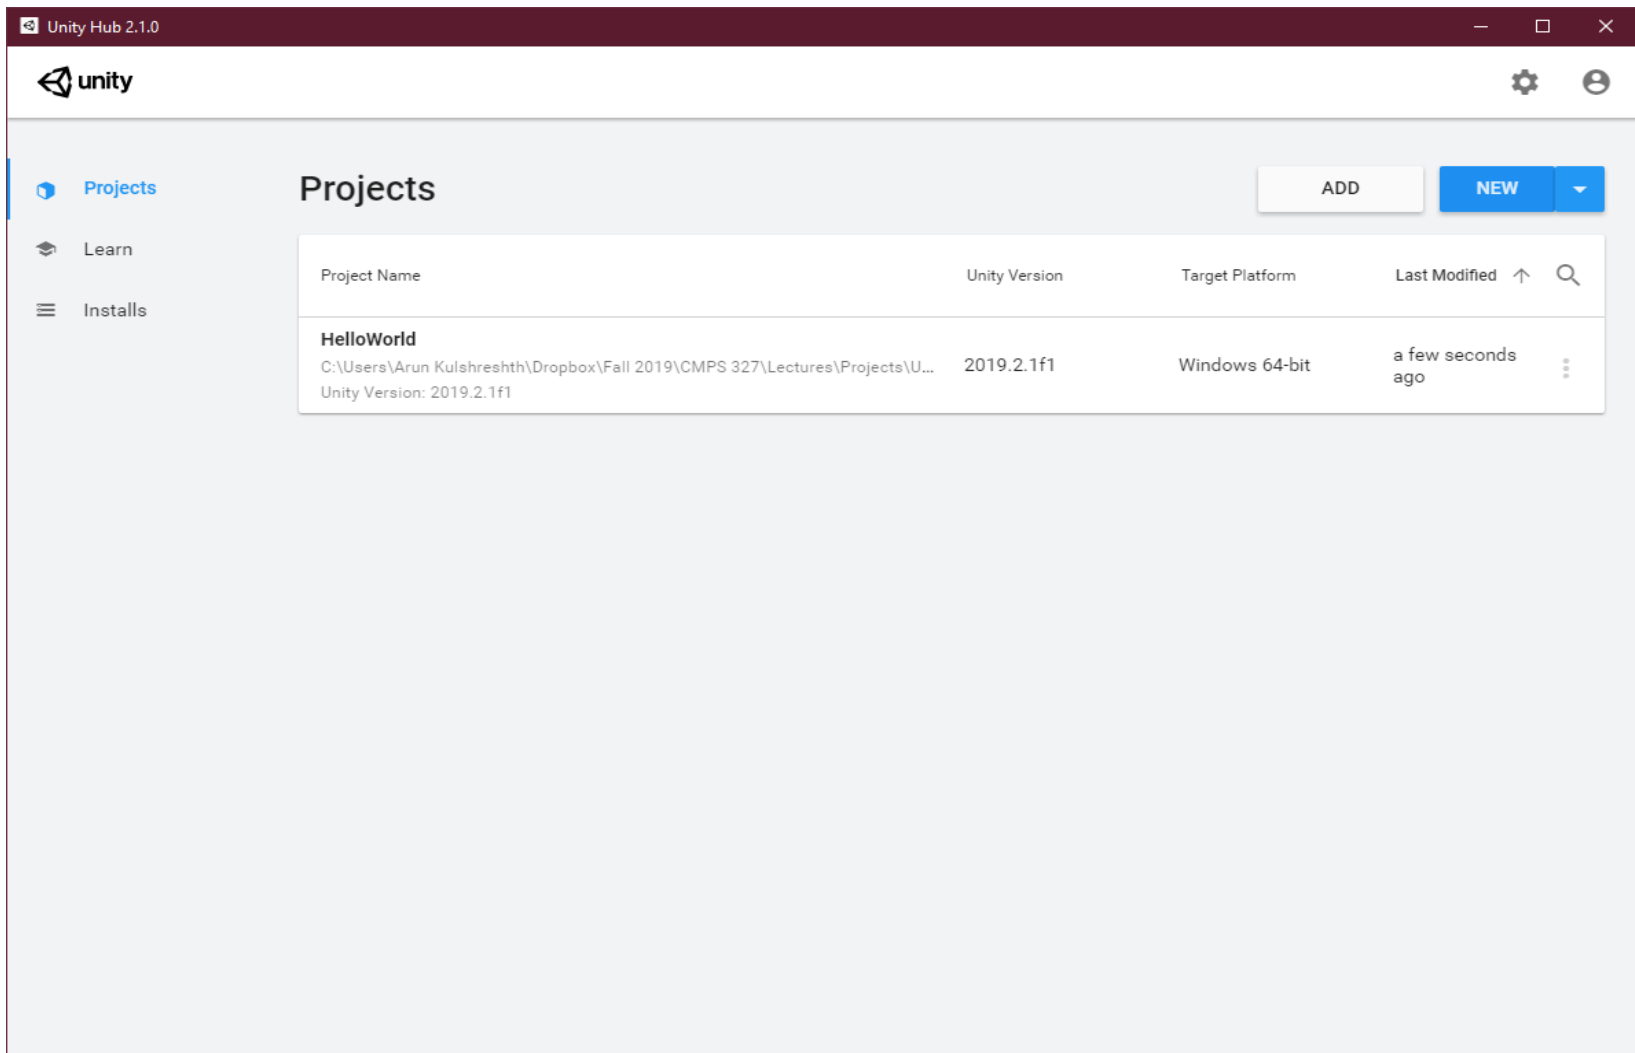 Unity Hub 2.1.0
unity
Projects
Learn
Installs
Projects
ADD
NEW
Project Name
Unity Version
Target Platform
Last Modified
HelloWorld
C:\Users\Arun Kulshreshth\Dropbox\Fall 2019\CMPS 327\Lectures\Projects\U...
Unity Version: 2019.2.1f1
2019.2.1f1
Windows 64-bit
a few seconds
ago